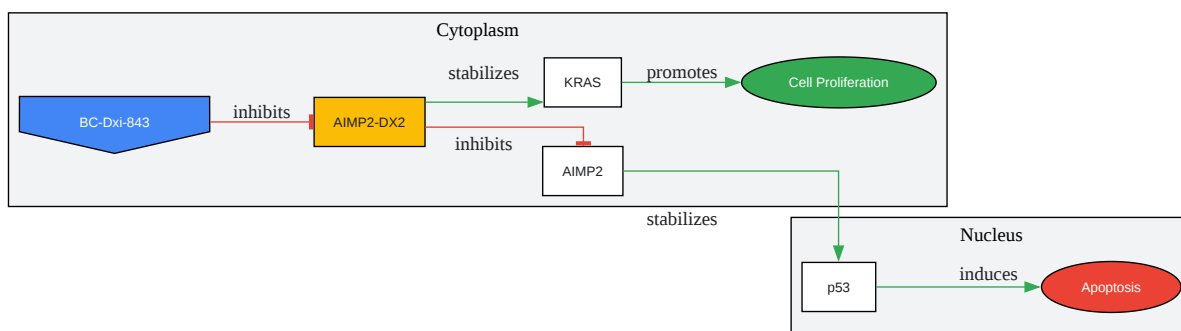 Cytoplasm
stabilizes
KRAS
promotes
Cell Proliferation
BC-Dxi-843
inhibits
AIMP2-DX2
inhibits
AIMP2
stabilizes
Nucleus
p53
induces
Apoptosis